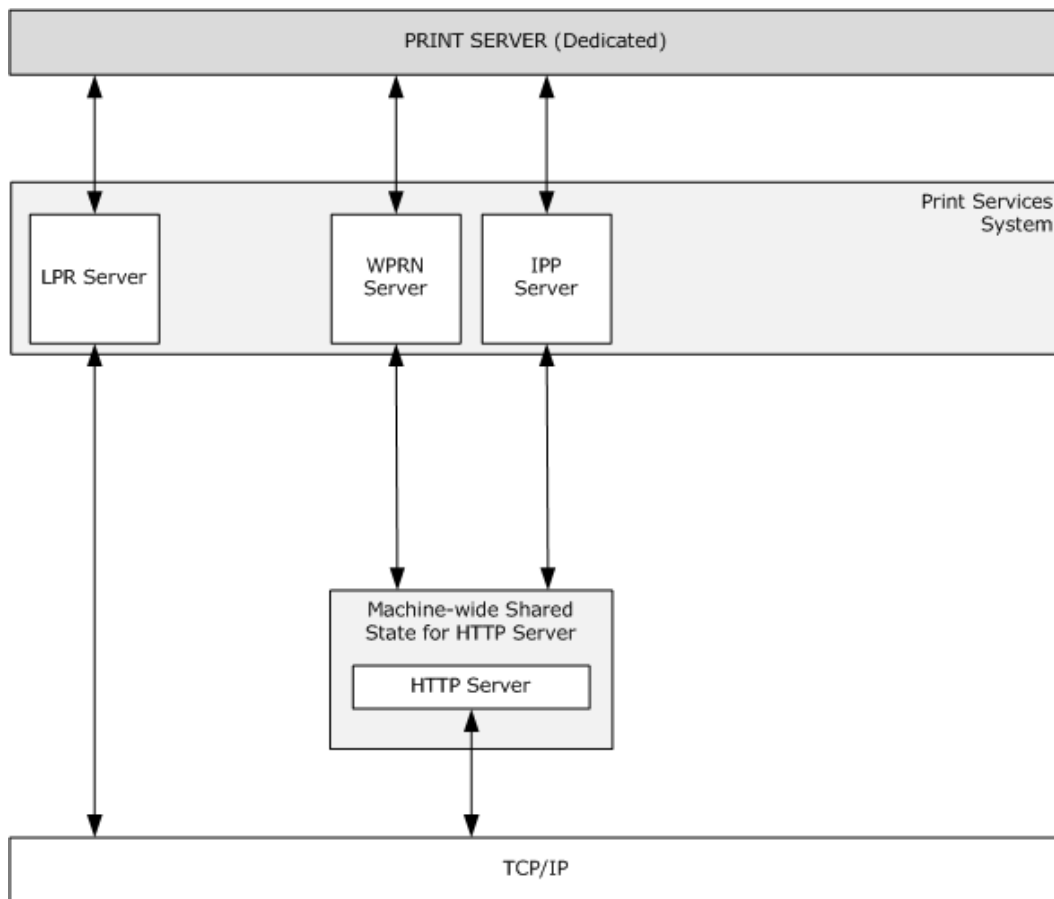 PRINT SERVER (Dedicated)
Print Services
System
LPR Server
WPRN
Server
IPP
Server
Machine-wide Shared
State for HTTP Server
HTTP Server
TCP/IP